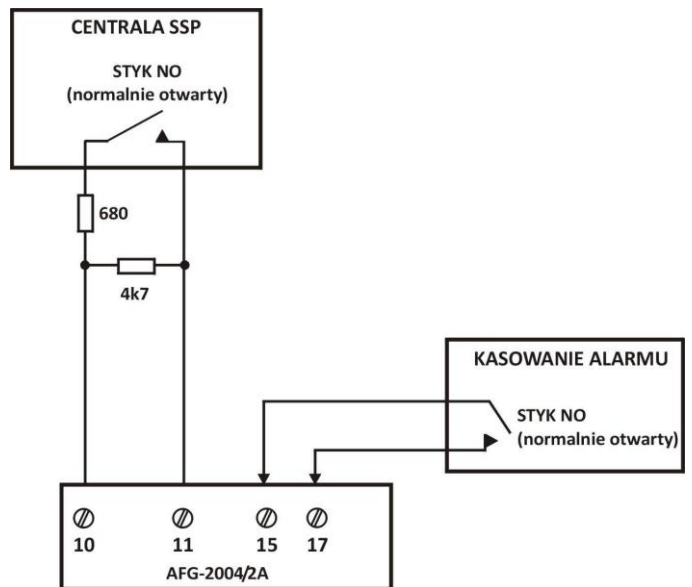 CENTRALA SSP
STYK NO
(normalnie otwarty)
680
4k7
KASOWANIE ALARMU
STYK NO
(normalnie otwarty)
10 11 15 17
AFG-2004/2A